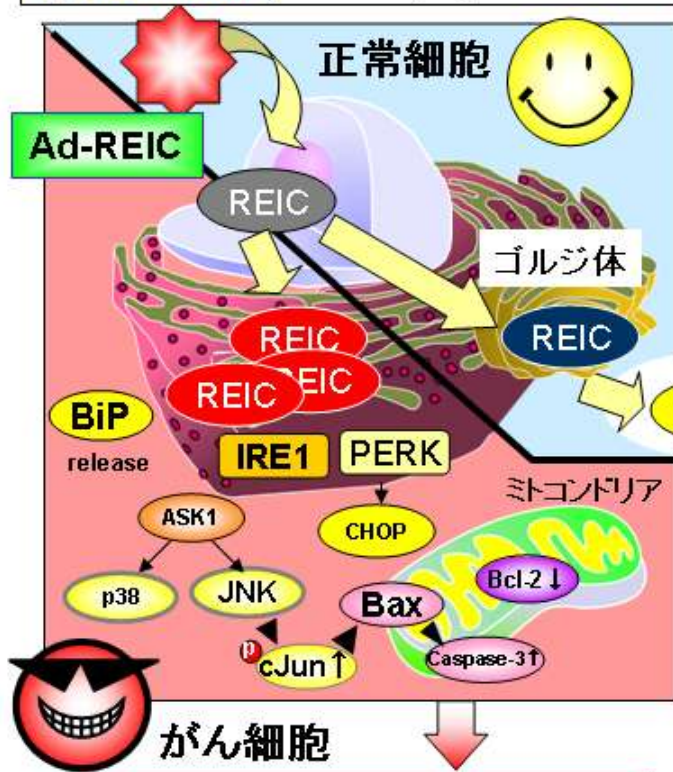 正常細胞
Ad-REIC
REIC
ゴルジ体
REIC
REIC
REIC
REIC
BiP
release
IRE1
PERK
ミトコンドリア
ASK1
CHOP
Bcl-2↓
p38
JNK
Bax
p
cJun↑
Caspase-3↑
がん細胞